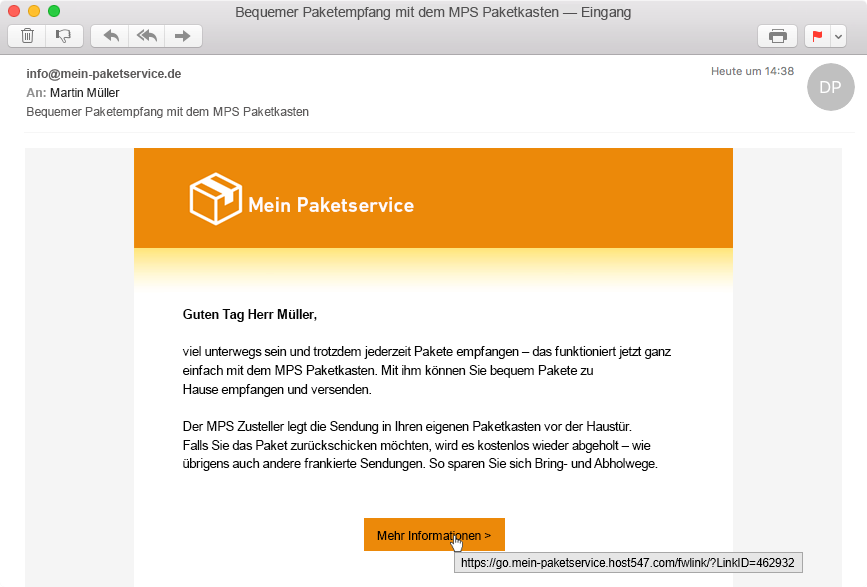 Bequemer Paketempfang mit dem MPS Paketkasten — Eingang
info@mein-paketservice.de
Heute um 14:38
An: Martin Müller
DP
Bequemer Paketempfang mit dem MPS Paketkasten
Mein Paketservice
Guten Tag Herr Müller,
viel unterwegs sein und trotzdem jederzeit Pakete empfangen – das funktioniert jetzt ganz
einfach mit dem MPS Paketkasten. Mit ihm können Sie bequem Pakete zu
Hause empfangen und versenden.
Der MPS Zusteller legt die Sendung in Ihren eigenen Paketkasten vor der Haustür.
Falls Sie das Paket zurückschicken möchten, wird es kostenlos wieder abgeholt – wie
übrigens auch andere frankierte Sendungen. So sparen Sie sich Bring- und Abholwege.
Mehr Informationen >
https://go.mein-paketservice.host547.com/fwlink/?LinkID=462932